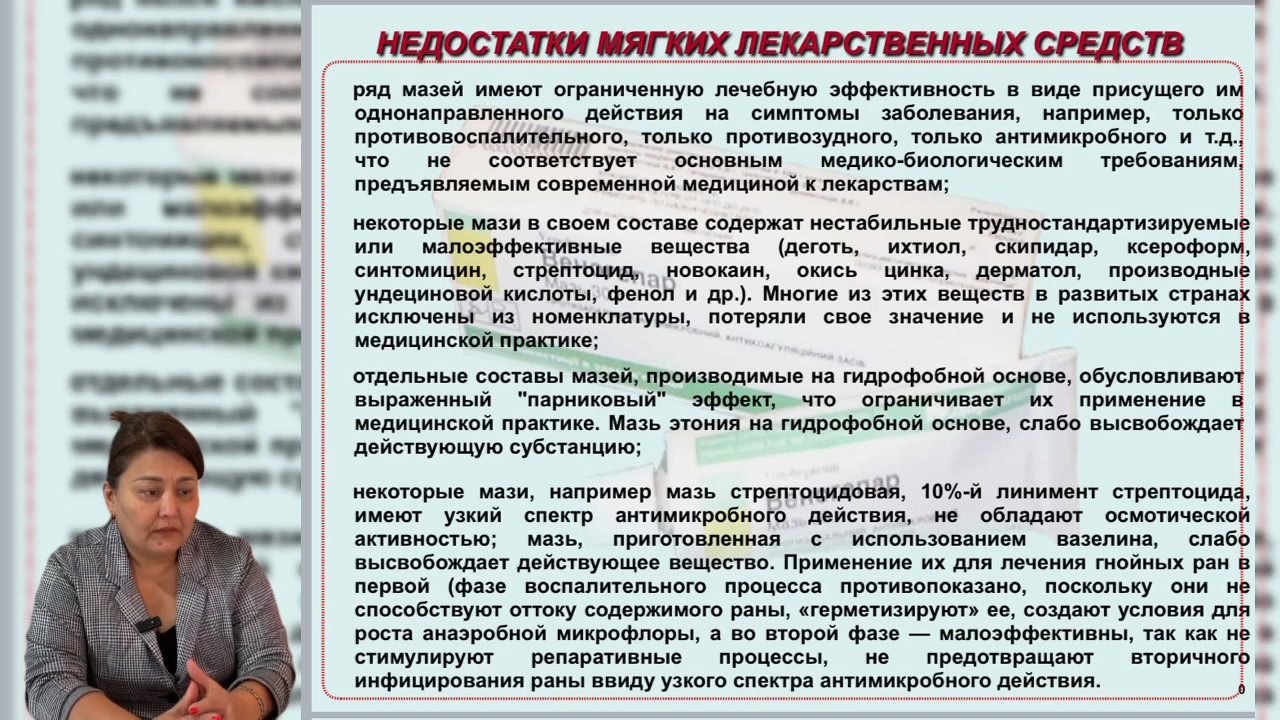 НЕДОСТАТКИ МЯГКИХ ЛЕКАРСТВЕННЫХ СРЕДСТВ
ряд мазей имеют ограниченную лечебную эффективность в виде присущего им
однонаправленного действия на симптомы заболевания, например, только
противовоспалительного, только противозудного, только антимикробного и т.д.,
что не соответствует основным медико-биологическим требованиям,
предъявляемым современной медициной к лекарствам;
некоторые мази в своем составе содержат нестабильные трудностандартизируемые
или малоэффективные вещества (деготь, ихтиол, скипидар, ксероформ,
синтомицин, стрептоцид, новокаин, окись цинка, дерматол, производные
ундециновой кислоты, фенол и др.). Многие из этих веществ в развитых странах
исключены из номенклатуры, потеряли свое значение и не используются в
медицинской практике;
отдельные составы мазей, производимые на гидрофобной основе, обусловливают
выраженный "парниковый" эффект, что ограничивает их применение в
медицинской практике. Мазь этония на гидрофобной основе, слабо высвобождает
действующую субстанцию;
некоторые мази, например мазь стрептоцидовая, 10%-й линимент стрептоцида,
имеют узкий спектр антимикробного действия, не обладают осмотической
активностью; мазь, приготовленная с использованием вазелина, слабо
высвобождает действующее вещество. Применение их для лечения гнойных ран в
первой (фазе воспалительного процесса противопоказано, поскольку они не
способствуют оттоку содержимого раны, «герметизируют» ее, создают условия для
роста анаэробной микрофлоры, а во второй фазе — малоэффективны, так как не
стимулируют репаративные процессы, не предотвращают вторичного
инфицирования раны ввиду узкого спектра антимикробного действия.
0